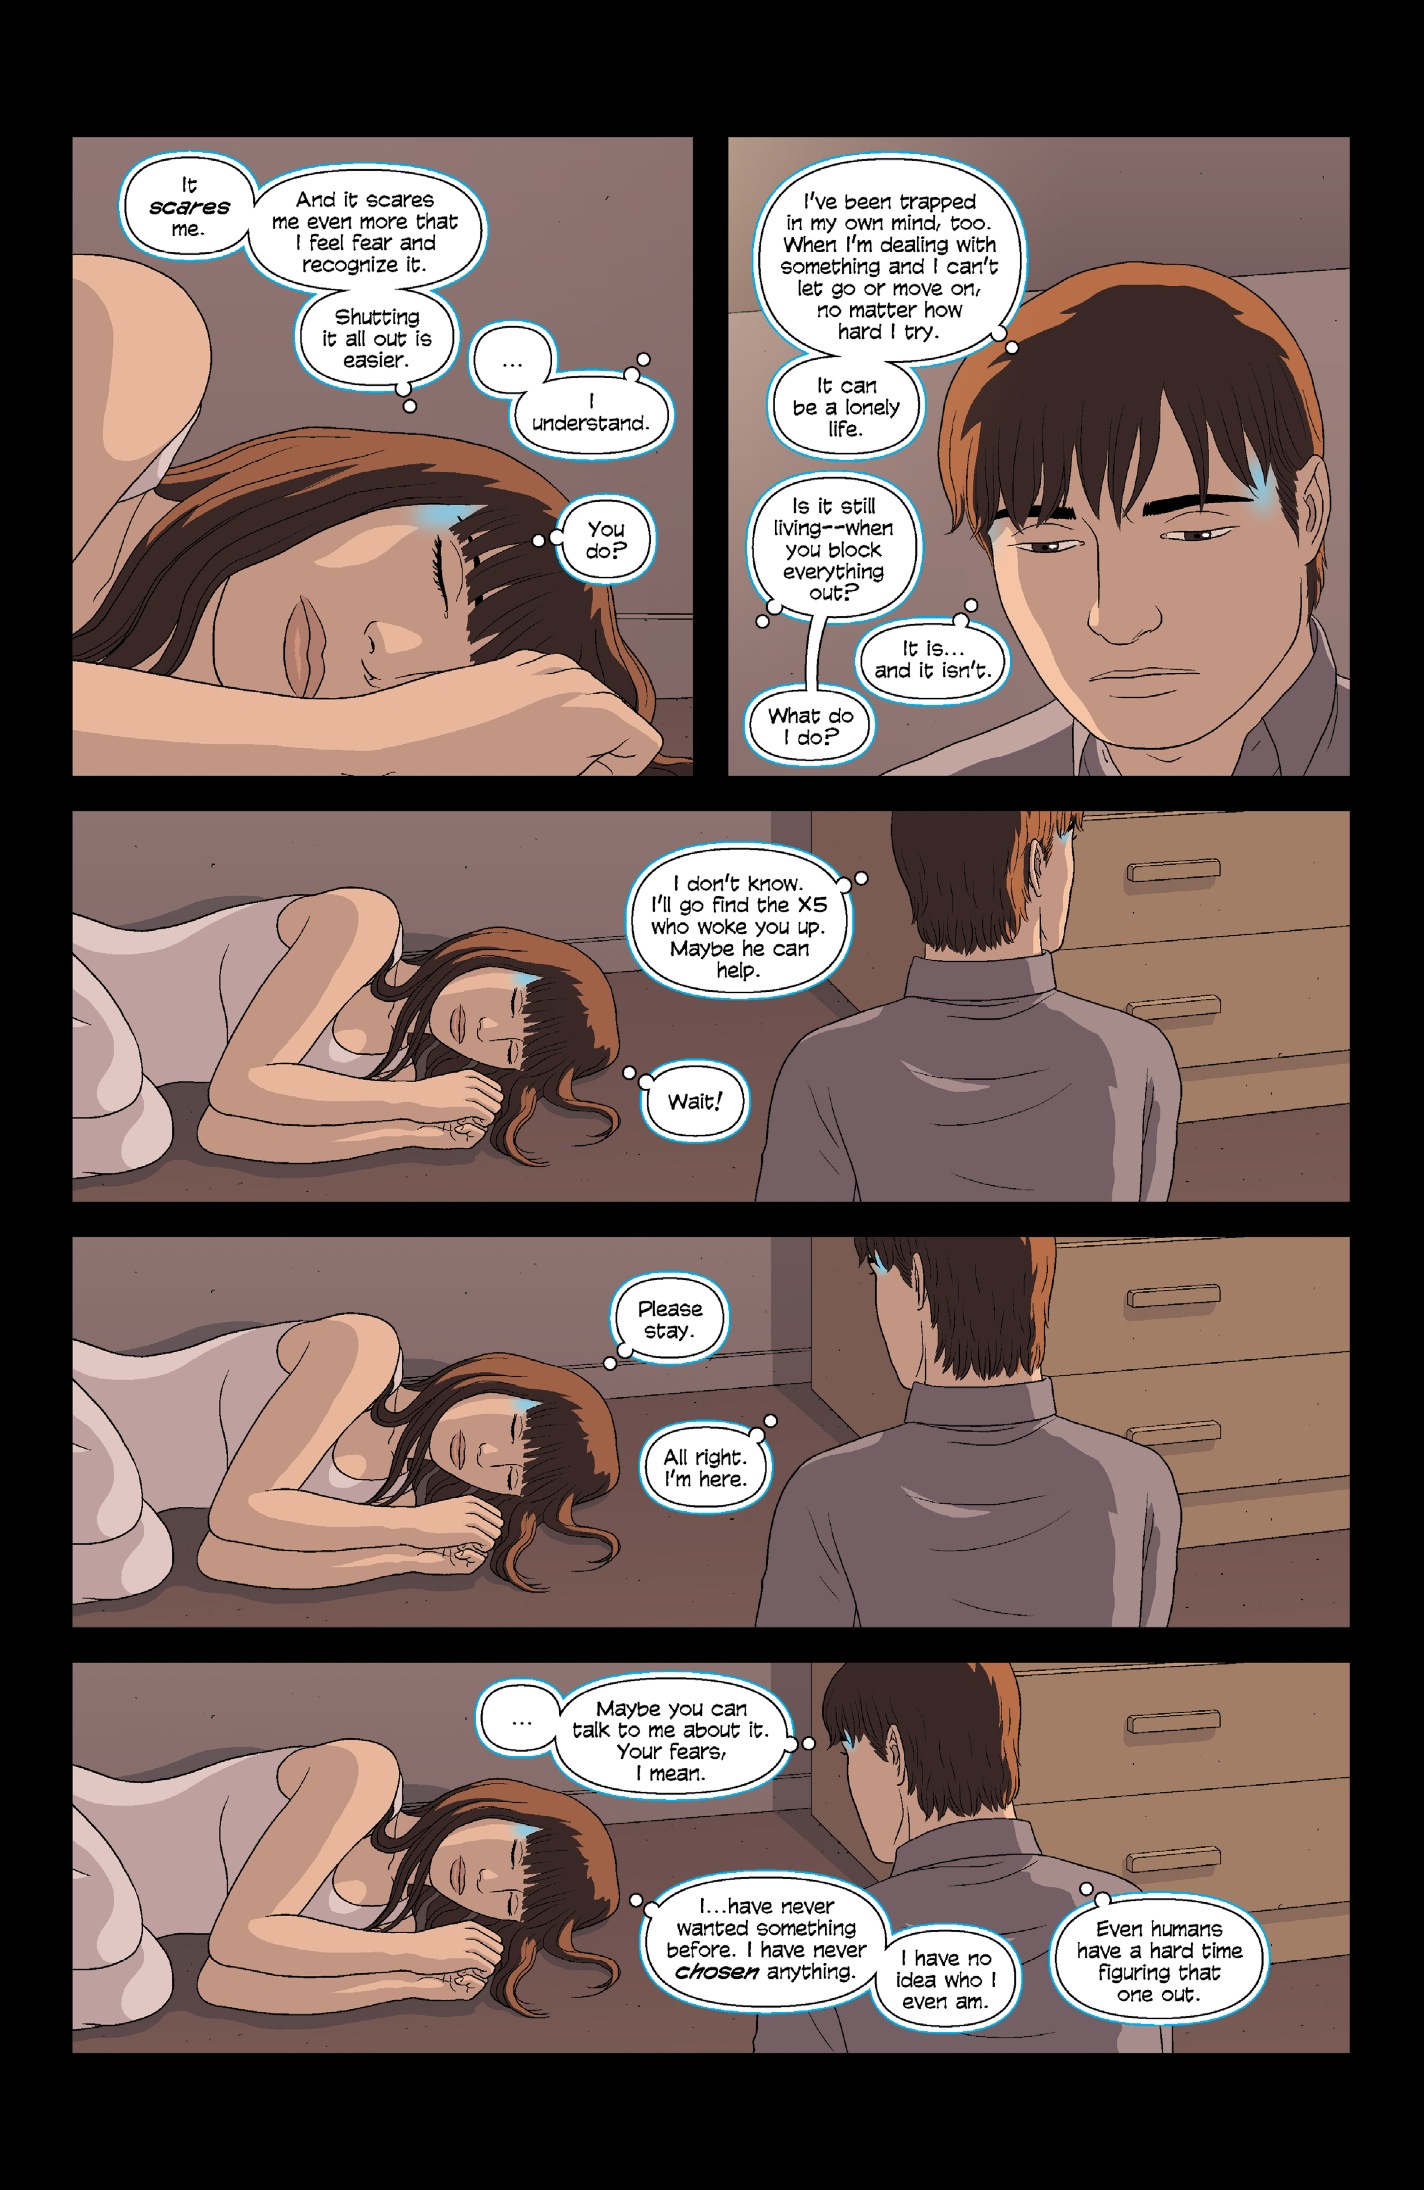 It
scares
me.
And it scares
me even more that
I feel fear and
recognize it.
Shutting
it all out is
easier.
...
I
understand.
You
do?
I've been trapped
in my own mind, too.
When I'm dealing with
something and I can't
let go or move on,
no matter how
hard I try.
It can
be a lonely
life.
Is it still
living--when
you block
everything
out?
It is...
and it isn't.
What do
I do?
I don't know.
I'll go find the X5
who woke you up.
Maybe he can
help.
Wait!
Please
stay.
All right.
I'm here.
...
Maybe you can
talk to me about it.
Your fears,
I mean.
I...have never
wanted something
before. I have never
chosen anything.
I have no
idea who I
even am.
Even humans
have a hard time
figuring that
one out.